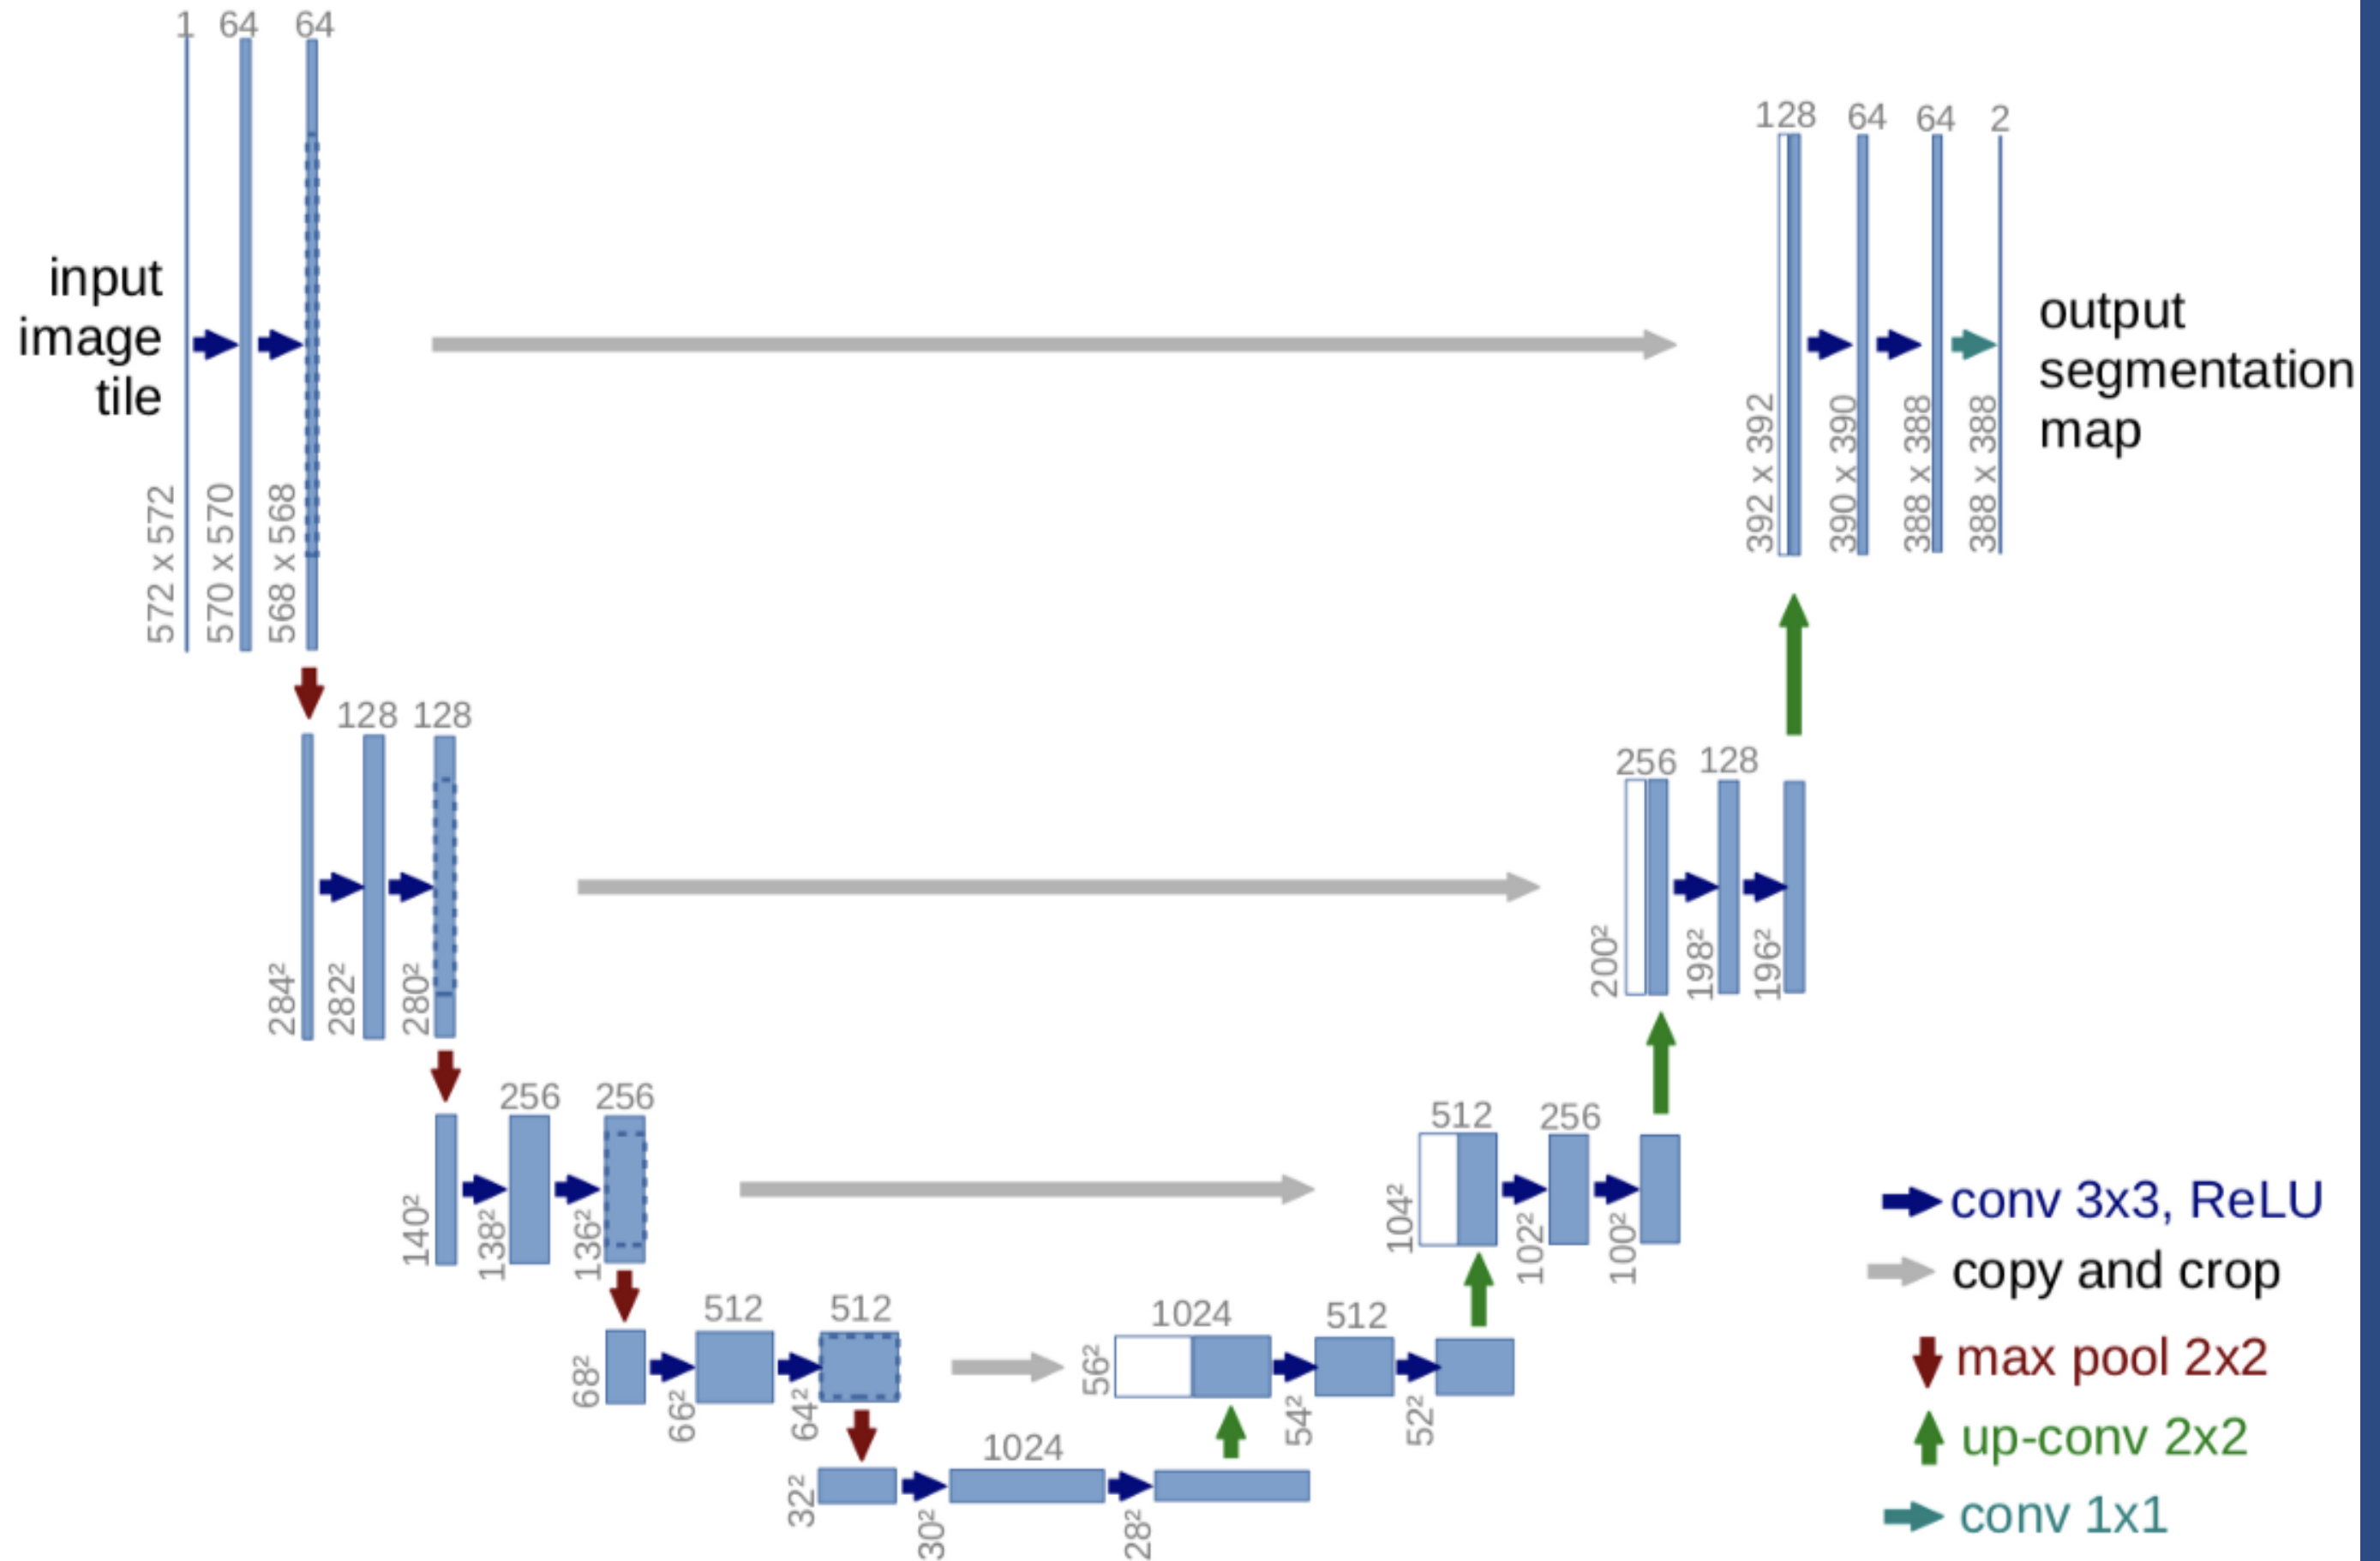 1 64 64
input
image
tile
572 x 572
570 x 570
568 x 568
128 64 64 2
392 x 392
390 x 390
388 x 388
388 x 388
output
segmentation
map
128 128
284²
282²
280²
256 128
200²
198²
196²
256 256
140²
138²
136²
512 256
104²
102²
100²
512 512
68²
66²
64²
1024 512
56²
54²
52²
1024
32²
30²
28²
conv 3x3, ReLU
copy and crop
max pool 2x2
up-conv 2x2
conv 1x1